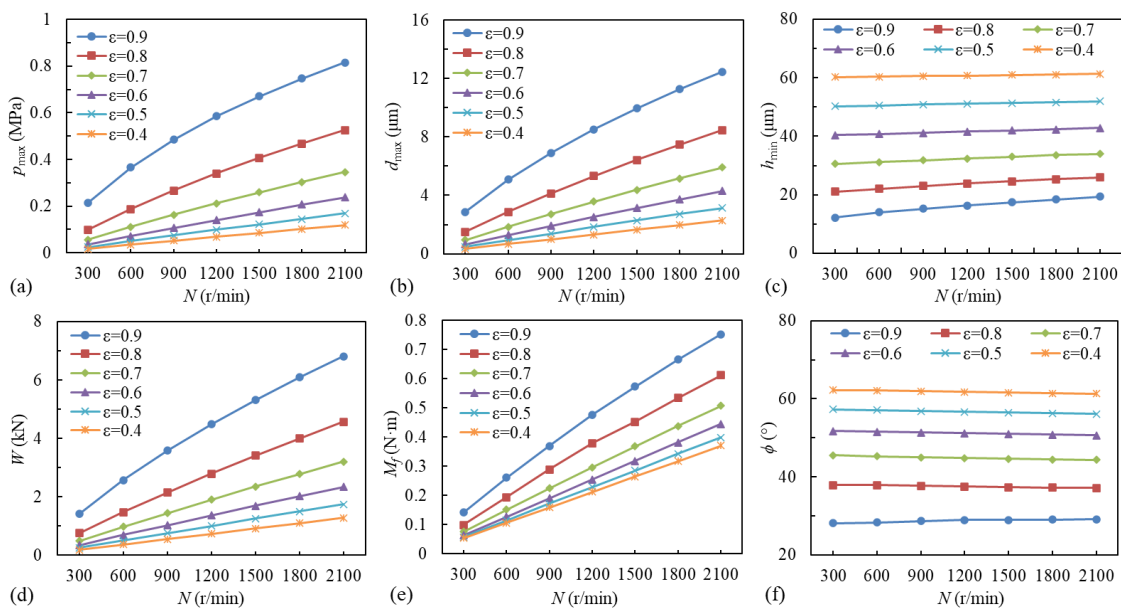 p_max (MPa)
1
0.8
0.6
0.4
0.2
0
ε=0.9
ε=0.8
ε=0.7
ε=0.6
ε=0.5
ε=0.4
300 600 900 1200 1500 1800 2100
(a)
N (r/min)
d_max (μm)
16
12
8
4
0
ε=0.9
ε=0.8
ε=0.7
ε=0.6
ε=0.5
ε=0.4
300 600 900 1200 1500 1800 2100
(b)
N (r/min)
h_min (μm)
80
60
40
20
0
ε=0.9 ε=0.8 ε=0.7
ε=0.6 ε=0.5 ε=0.4
300 600 900 1200 1500 1800 2100
(c)
N (r/min)
W (kN)
8
6
4
2
0
ε=0.9
ε=0.8
ε=0.7
ε=0.6
ε=0.5
ε=0.4
300 600 900 1200 1500 1800 2100
(d)
N (r/min)
M_f (N·m)
0.8
0.7
0.6
0.5
0.4
0.3
0.2
0.1
0
ε=0.9
ε=0.8
ε=0.7
ε=0.6
ε=0.5
ε=0.4
300 600 900 1200 1500 1800 2100
(e)
N (r/min)
ϕ (°)
80
60
40
20
ε=0.9 ε=0.8 ε=0.7
ε=0.6 ε=0.5 ε=0.4
300 600 900 1200 1500 1800 2100
(f)
N (r/min)